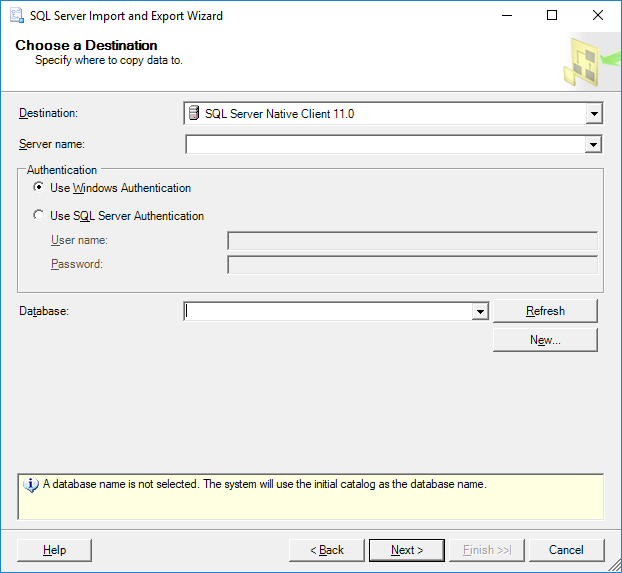 SQL Server Import and Export Wizard
Choose a Destination
Specify where to copy data to.
Destination:
SQL Server Native Client 11.0
Server name:
Authentication
Use Windows Authentication
Use SQL Server Authentication
User name:
Password:
Database:
Refresh
New...
A database name is not selected. The system will use the initial catalog as the database name.
Help
< Back
Next >
Finish >>|
Cancel